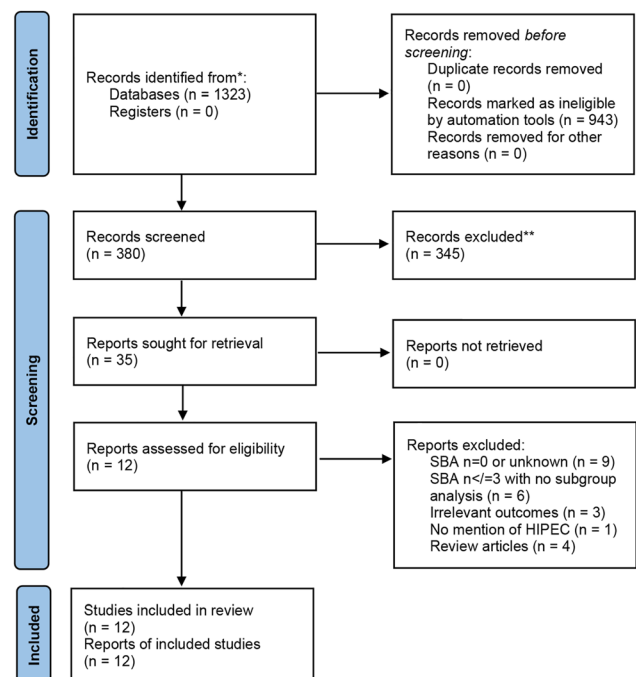 Identification
Records identified from*:
Databases (n = 1323)
Registers (n = 0)
Records removed before
screening:
Duplicate records removed
(n = 0)
Records marked as ineligible
by automation tools (n = 943)
Records removed for other
reasons (n = 0)
Screening
Records screened
(n = 380)
Records excluded**
(n = 345)
Reports sought for retrieval
(n = 35)
Reports not retrieved
(n = 0)
Reports assessed for eligibility
(n = 12)
Reports excluded:
SBA n=0 or unknown (n = 9)
SBA n</=3 with no subgroup
analysis (n = 6)
Irrelevant outcomes (n = 3)
No mention of HIPEC (n = 1)
Review articles (n = 4)
Included
Studies included in review
(n = 12)
Reports of included studies
(n = 12)